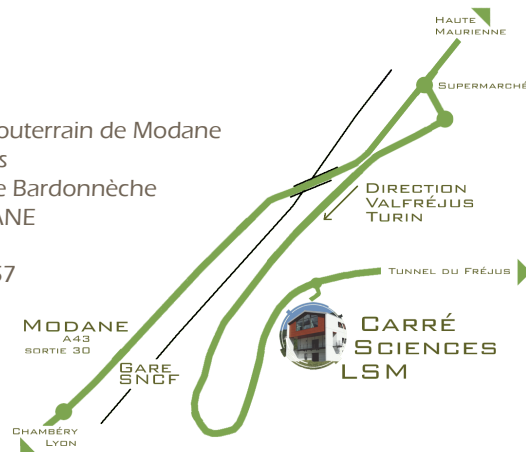 HAUTE
MAURIENNE
SUPERMARCHÉ
outerrain de Modane
s
e Bardonnèche
ANE
57
DIRECTION
VALFRÉJUS
TURIN
TUNNEL DU FRÉJUS
MODANE
A43
SORTIE 30
CARRÉ
SCIENCES
LSM
GARE
SNCF
CHAMBÉRY
LYON